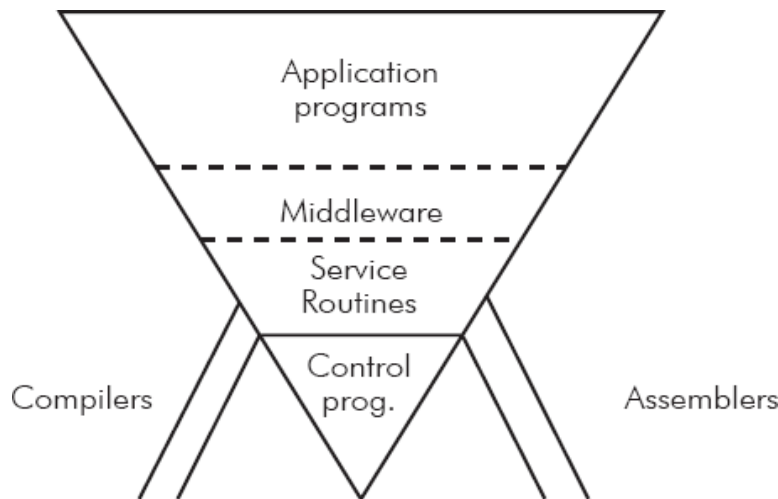 Application
programs
Middleware
Service
Routines
Control
prog.
Compilers
Assemblers